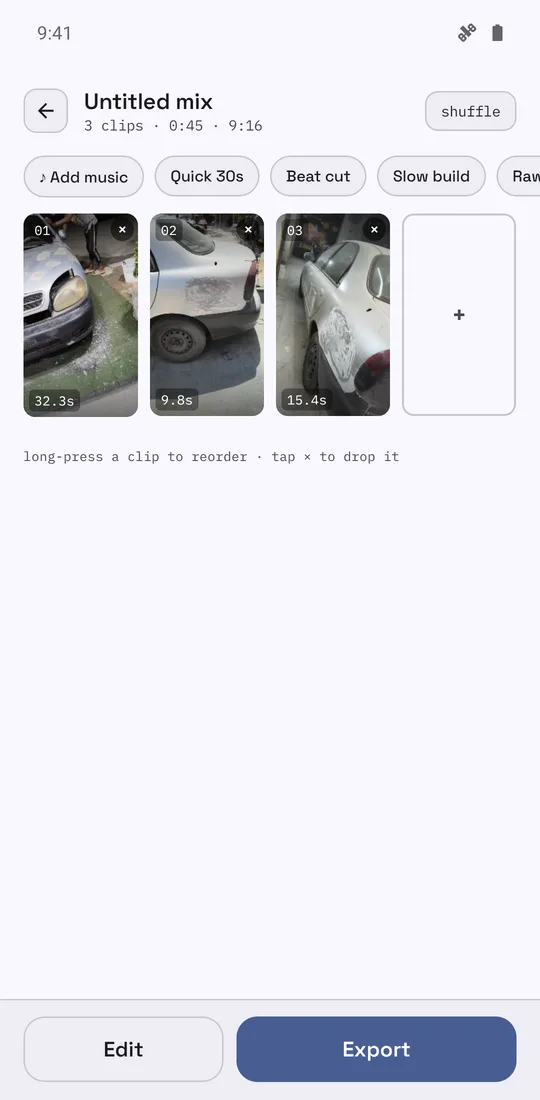 9:41
Untitled mix
3 clips · 0:45 · 9:16
shuffle
♪ Add music
Quick 30s
Beat cut
Slow build
Raw
01 ×
02 ×
03 ×
+
32.3s
9.8s
15.4s
long-press a clip to reorder · tap × to drop it
Edit
Export